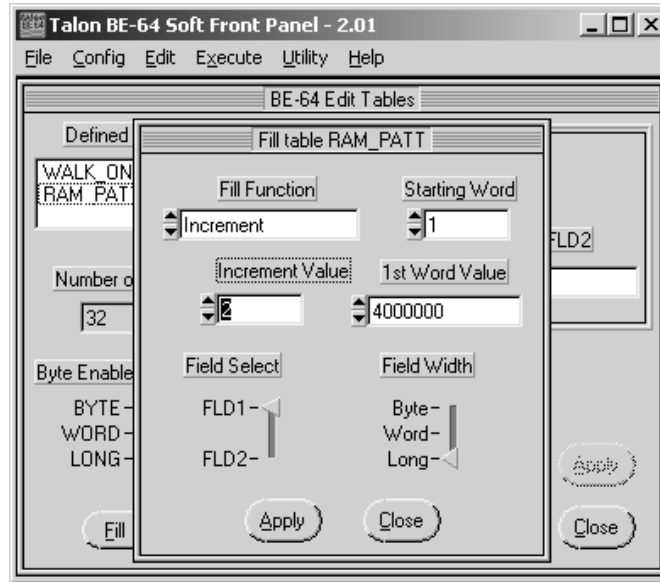 Talon BE-64 Soft Front Panel - 2.01
File Config Edit Execute Utility Help
BE-64 Edit Tables
Defined
Fill table RAM_PATT
WALK_ON
RAM_PATT
Fill Function
Starting Word
Increment
1
FLD2
Number o
Increment Value
1st Word Value
32
2
4000000
Byte Enable
Field Select
Field Width
BYTE
WORD
LONG
FLD1
FLD2
Byte
Word
Long
Apply
Fill
Apply
Close
Close